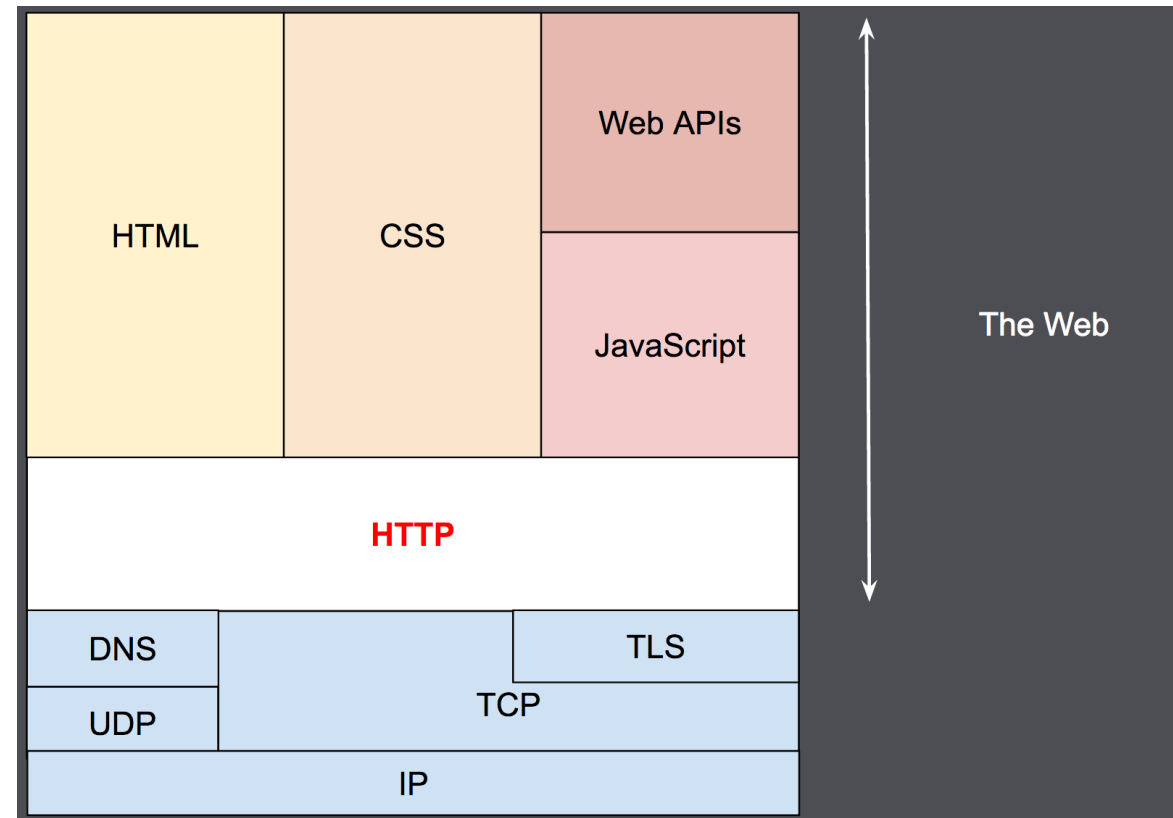 Web APIs
HTML
CSS
The Web
JavaScript
HTTP
DNS
TLS
TCP
UDP
IP